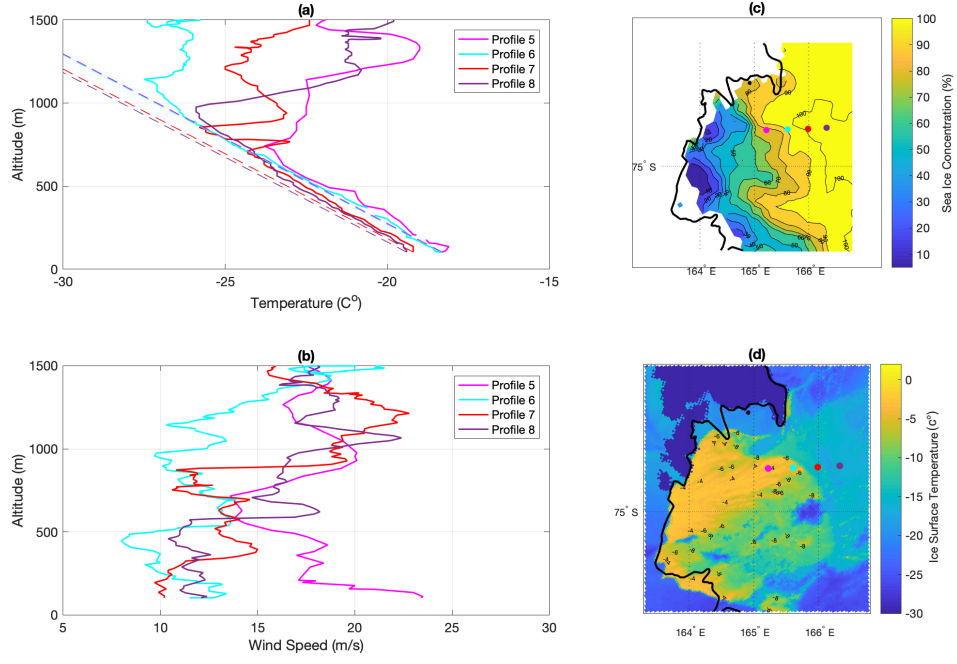 (a)
1500
1000
500
0
Altitude (m)
-30
-25
-20
-15
Temperature (C°)
Profile 5
Profile 6
Profile 7
Profile 8
(c)
75° S
164° E
165° E
166° E
100
90
80
70
60
50
40
30
20
10
Sea Ice Concentration (%)
(b)
1500
1000
500
0
Altitude (m)
5
10
15
20
25
30
Wind Speed (m/s)
Profile 5
Profile 6
Profile 7
Profile 8
(d)
75° S
164° E
165° E
166° E
0
-5
-10
-15
-20
-25
-30
Ice Surface Temperature (c°)